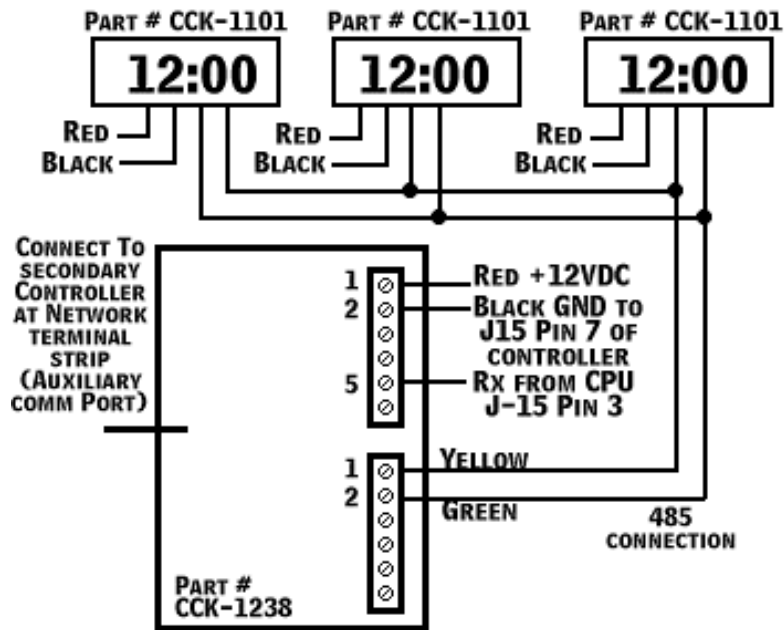 PART # CCK-1101
PART # CCK-1101
PART # CCK-1101
12:00
12:00
12:00
RED
BLACK
RED
BLACK
RED
BLACK
CONNECT TO
SECONDARY
CONTROLLER
AT NETWORK
TERMINAL
STRIP
(AUXILIARY
COMM PORT)
1
2
5
RED +12VDC
BLACK GND TO
J15 PIN 7 OF
CONTROLLER
RX FROM CPU
J-15 PIN 3
1
2
YELLOW
GREEN
485
CONNECTION
PART #
CCK-1238